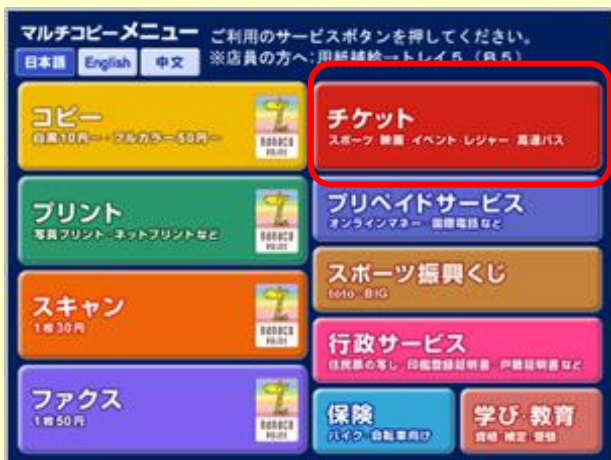 マルチコピーメニュー
ご利用のサービスボタンを押してください。
日本語 English 中文
※店員の方へ:用紙補給→トレイ5（B5）
コピー
白黒10円～・フルカラー50円～
nanaco
プリント
写真プリント・ネットプリントなど
nanaco
スキャン
1枚30円
nanaco
ファクス
1枚50円
nanaco
チケット
スポーツ 映画 イベント レジャー 高速バス
プリペイドサービス
オンラインマネー 国際電話など
スポーツ振興くじ
toto BIG
行政サービス
住民票の写し 印鑑登録証明書 戸籍証明書など
保険
バイク 自転車向け
学び・教育
資格 検定 受験